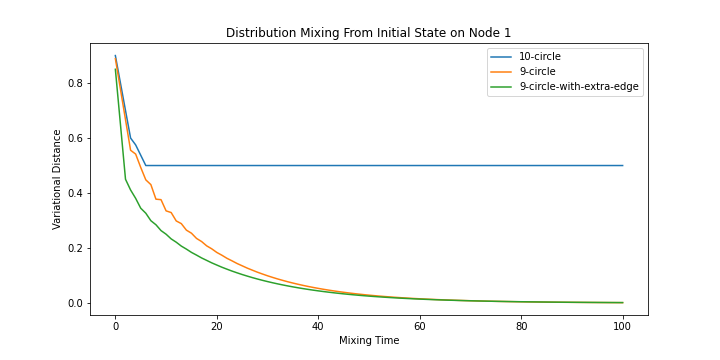 Distribution Mixing From Initial State on Node 1
10-circle
9-circle
9-circle-with-extra-edge
Variational Distance
0.8
0.6
0.4
0.2
0.0
0 20 40 60 80 100
Mixing Time